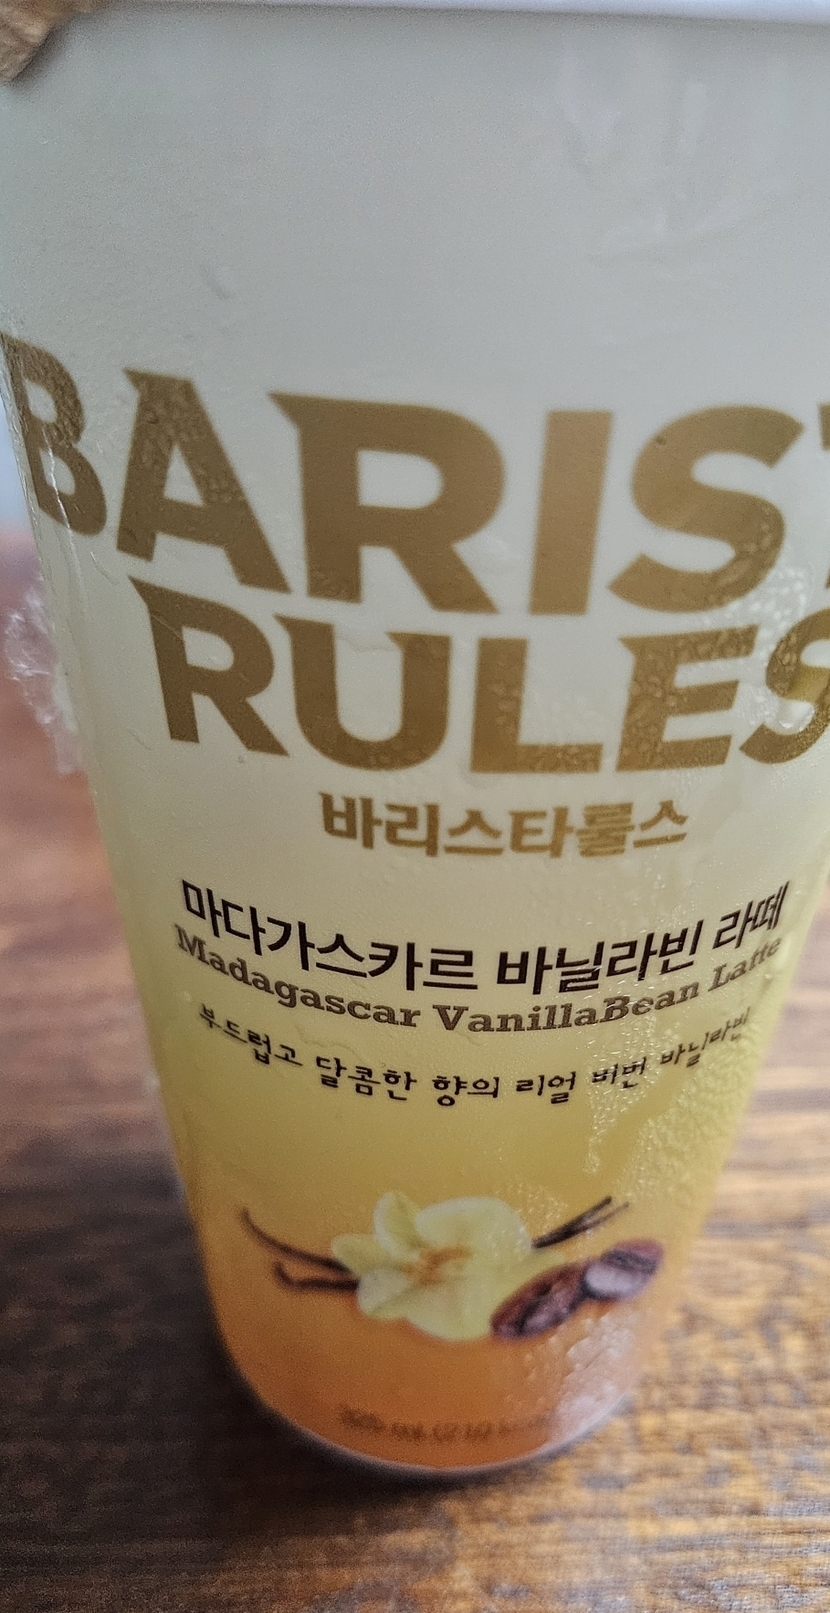 BARIST
RULES
바리스타룰스
마다가스카르 바닐라빈 라떼
Madagascar VanillaBean Latte
부드럽고 달콤한 향의 리얼 버번 바닐라빈